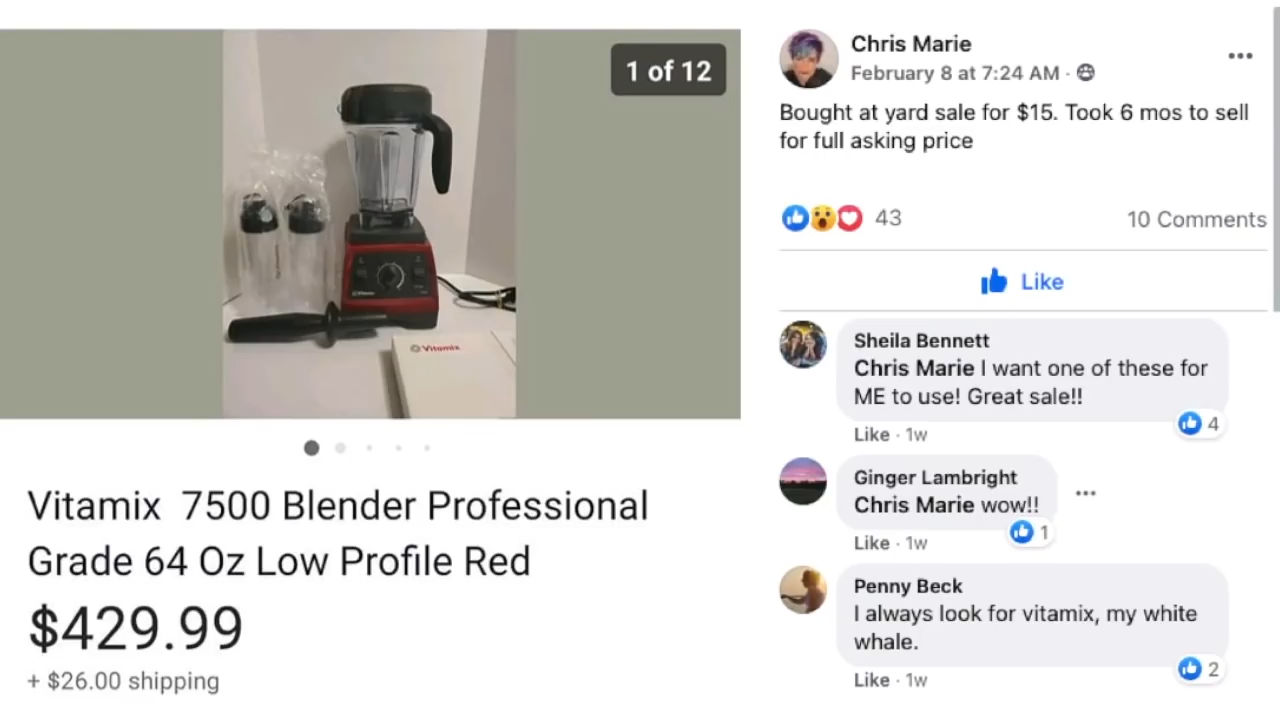 1 of 12
Vitamix
Vitamix 7500 Blender Professional
Grade 64 Oz Low Profile Red
$429.99
+ $26.00 shipping
Chris Marie
February 8 at 7:24 AM ·
Bought at yard sale for $15. Took 6 mos to sell
for full asking price
43
10 Comments
Like
Sheila Bennett
Chris Marie I want one of these for
ME to use! Great sale!!
4
Like · 1w
Ginger Lambright
Chris Marie wow!!
1
Like · 1w
Penny Beck
I always look for vitamix, my white
whale.
2
Like · 1w